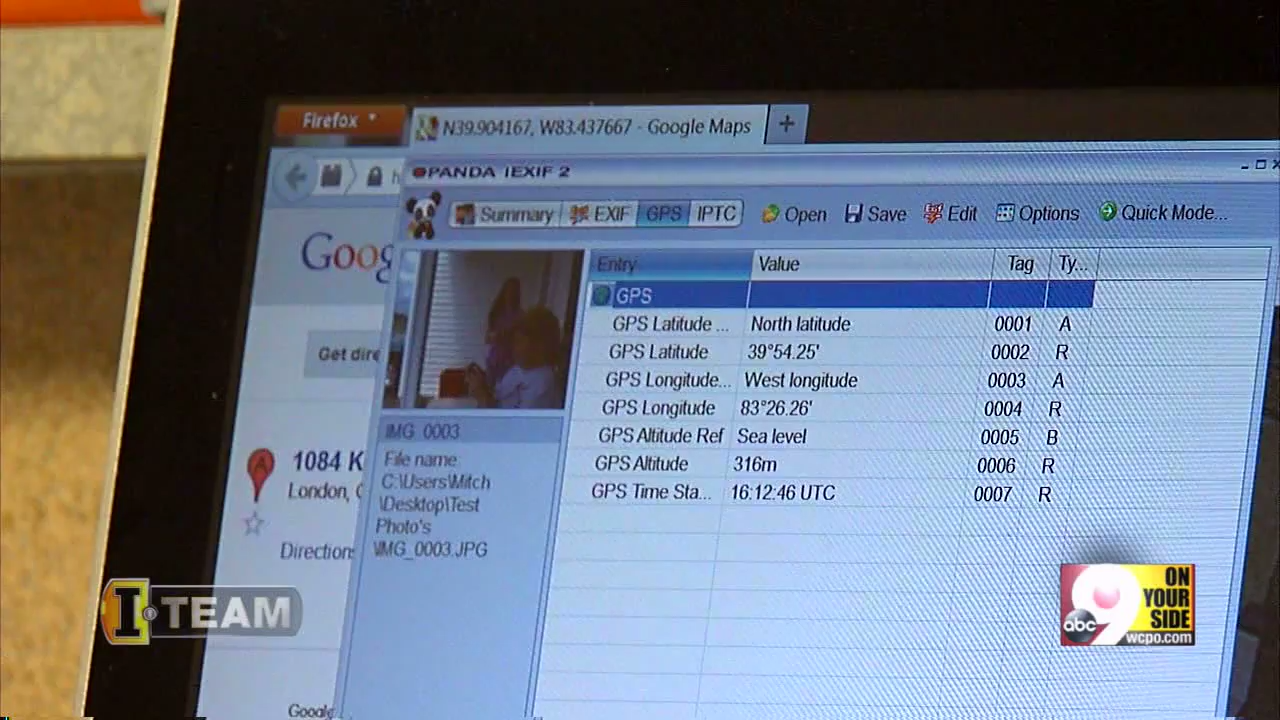 Firefox
N39.904167, W83.437667 - Google Maps
+
PANDA IEXIF 2
Summary EXIF GPS IPTC Open Save Edit Options Quick Mode...
Goog
Entry Value Tag Ty...
GPS
GPS Latitude ... North latitude 0001 A
GPS Latitude 39°54.25' 0002 R
GPS Longitude... West longitude 0003 A
GPS Longitude 83°26.26' 0004 R
GPS Altitude Ref Sea level 0005 B
GPS Altitude 316m 0006 R
GPS Time Sta... 16:12:46 UTC 0007 R
Get dire
A
1084 K
London,
Directions
Google
IMG_0003
File name:
C:\Users\Mitch
\Desktop\Test
Photo's
\IMG_0003.JPG
I-TEAM
abc 9
ON
YOUR
SIDE
wcpo.com